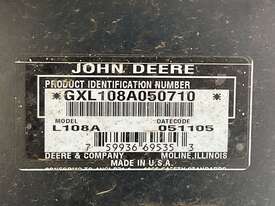 JOHN DEERE
PRODUCT IDENTIFICATION NUMBER
*GXL108A050710*
MODEL DATECODE
L108A 051105
7 59936 69535 3
DEERE & COMPANY MOLINE, ILLINOIS
MADE IN U.S.A.